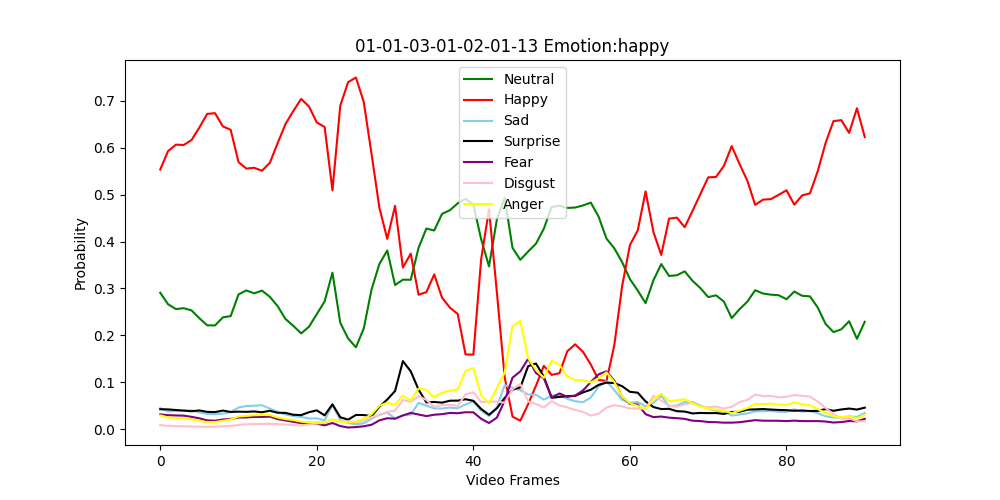 01-01-03-01-02-01-13 Emotion:happy
Neutral
Happy
Sad
Surprise
Fear
Disgust
Anger
0.7
0.6
0.5
0.4
0.3
0.2
0.1
0.0
Probability
0 20 40 60 80
Video Frames